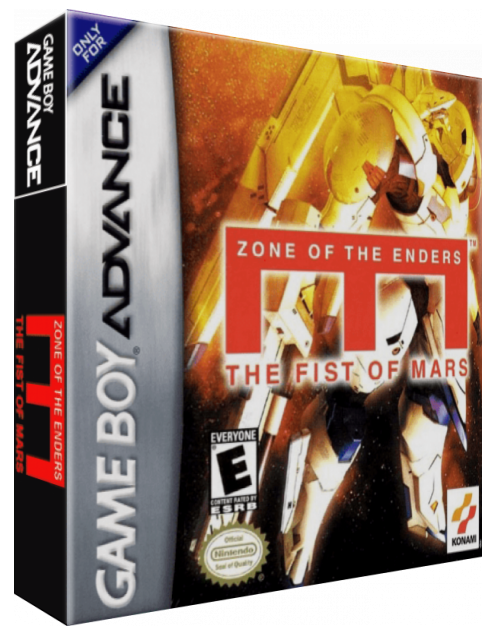 GAME BOY
ADVANCE
ZONE OF THE ENDERS
THE FIST OF MARS
ONLY
FOR
GAME BOY ADVANCE
ZONE OF THE ENDERS
TM
THE FIST OF MARS
EVERYONE
E
CONTENT RATED BY
ESRB
Official
Nintendo
Seal of Quality
KONAMI